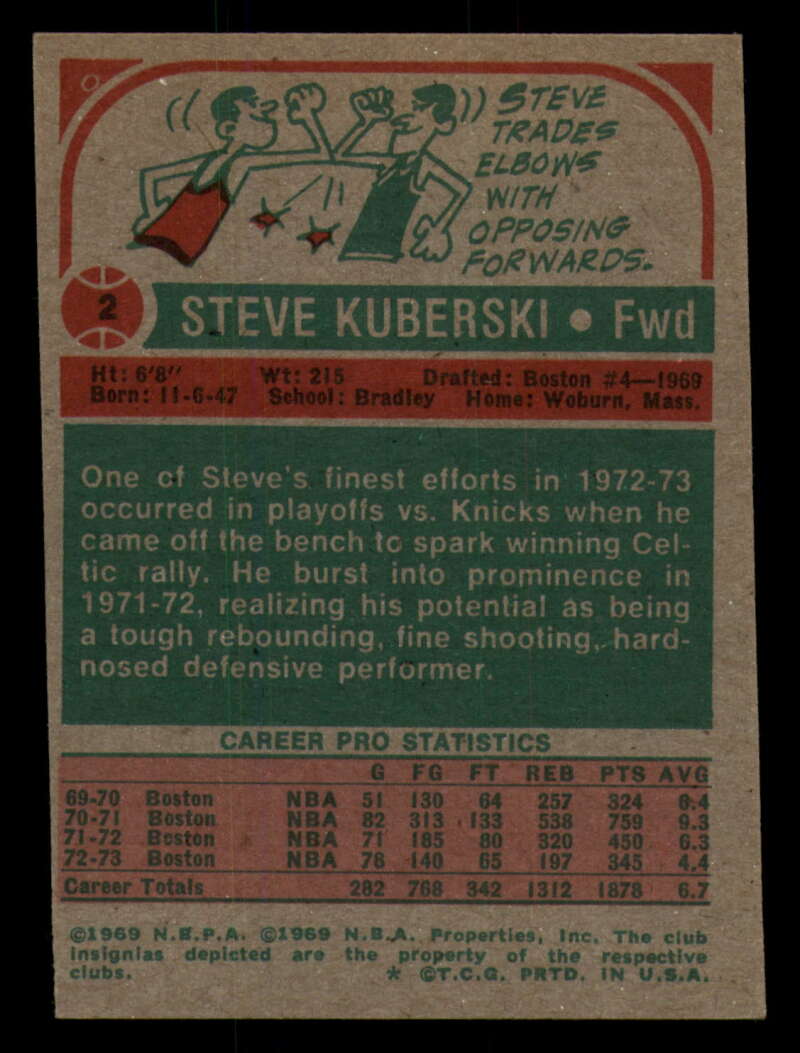 STEVE
TRADES
ELBOWS
WITH
OPPOSING
FORWARDS.
2 STEVE KUBERSKI • Fwd
Ht: 6'8" Wt: 215 Drafted: Boston #4—1969
Born: 11-6-47 School: Bradley Home: Woburn, Mass.
One of Steve's finest efforts in 1972-73
occurred in playoffs vs. Knicks when he
came off the bench to spark winning Cel-
tic rally. He burst into prominence in
1971-72, realizing his potential as being
a tough rebounding, fine shooting, hard-
nosed defensive performer.
CAREER PRO STATISTICS
G FG FT REB PTS AVG
69-70 Boston NBA 51 130 64 257 324 6.4
70-71 Boston NBA 82 313 133 538 759 9.3
71-72 Boston NBA 71 185 80 320 450 6.3
72-73 Boston NBA 78 140 65 197 345 4.4
Career Totals 282 768 342 1312 1878 6.7
©1969 N.B.P.A. ©1969 N.B.A. Properties, Inc. The club
insignias depicted are the property of the respective
clubs. * ©T.C.G. PRTD. IN U.S.A.